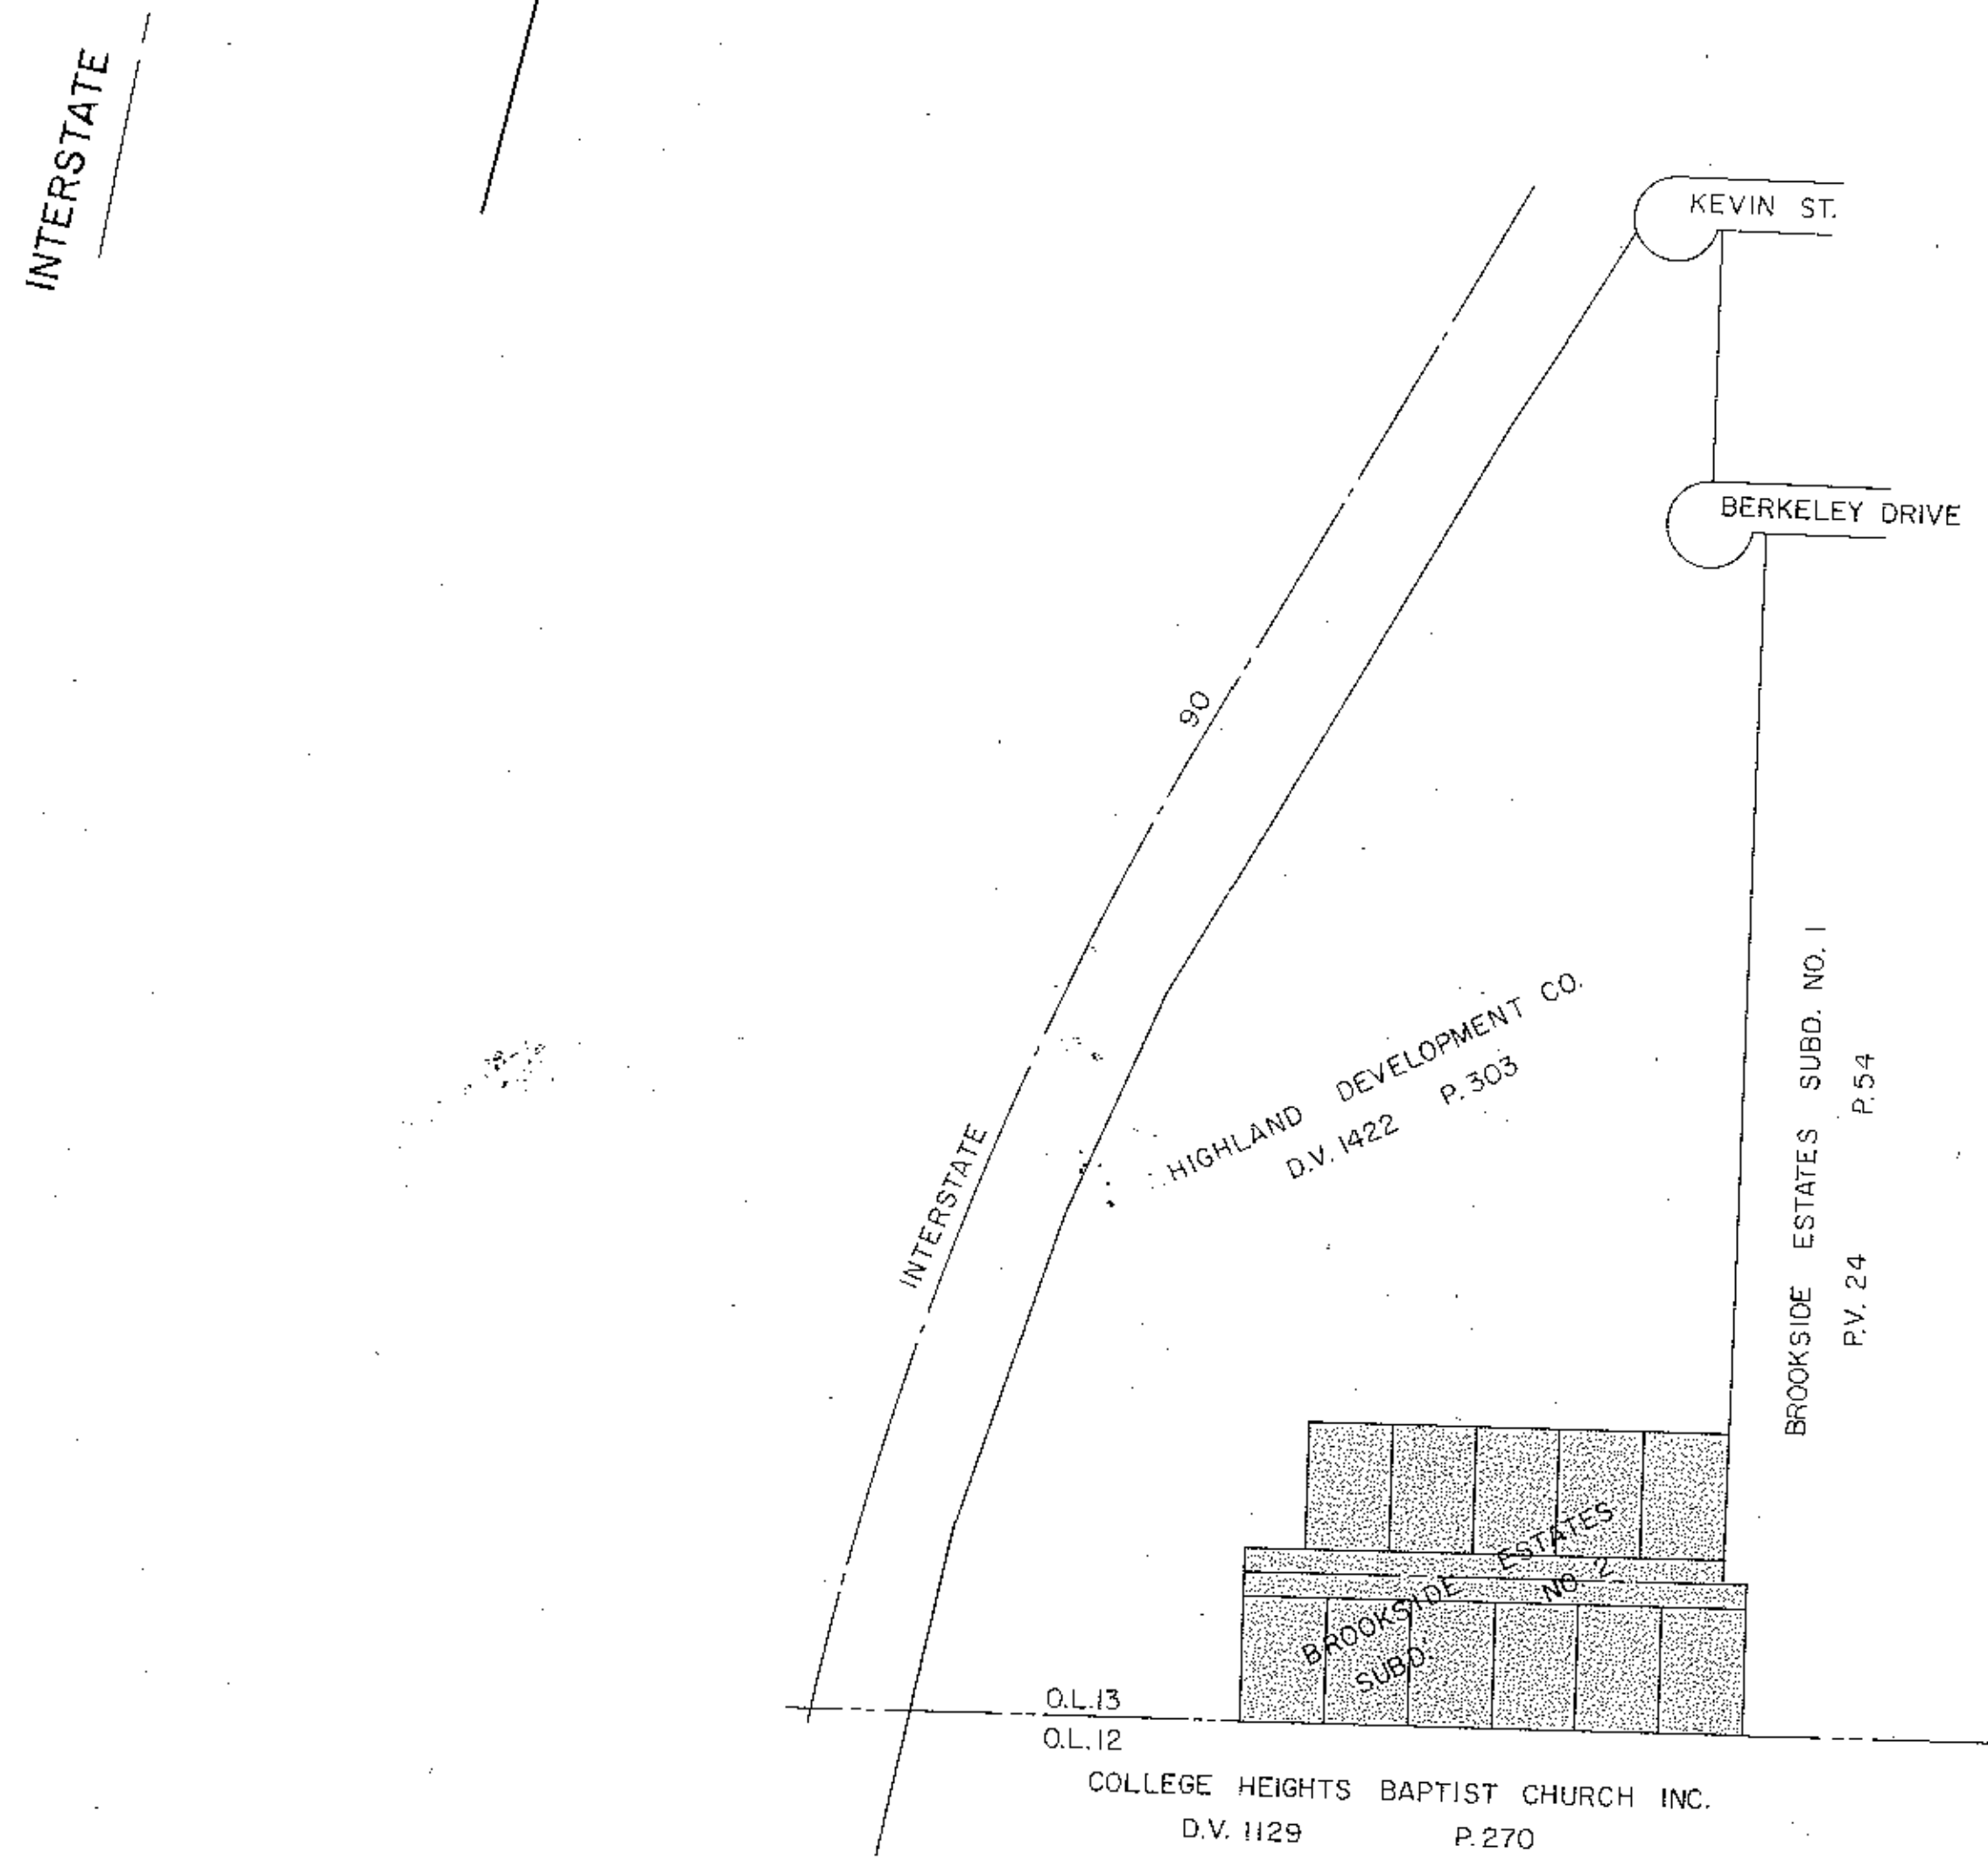 INTERSTATE
KEVIN ST.
BERKELEY DRIVE
90
INTERSTATE
HIGHLAND DEVELOPMENT CO.
D.V. 1422 P. 303
BROOKSIDE ESTATES SUBD. NO. 1
P.V. 24 P. 54
BROOKSIDE ESTATES
SUBD. NO. 2
O.L. 13
O.L. 12
COLLEGE HEIGHTS BAPTIST CHURCH INC.
D.V. 1129 P. 270